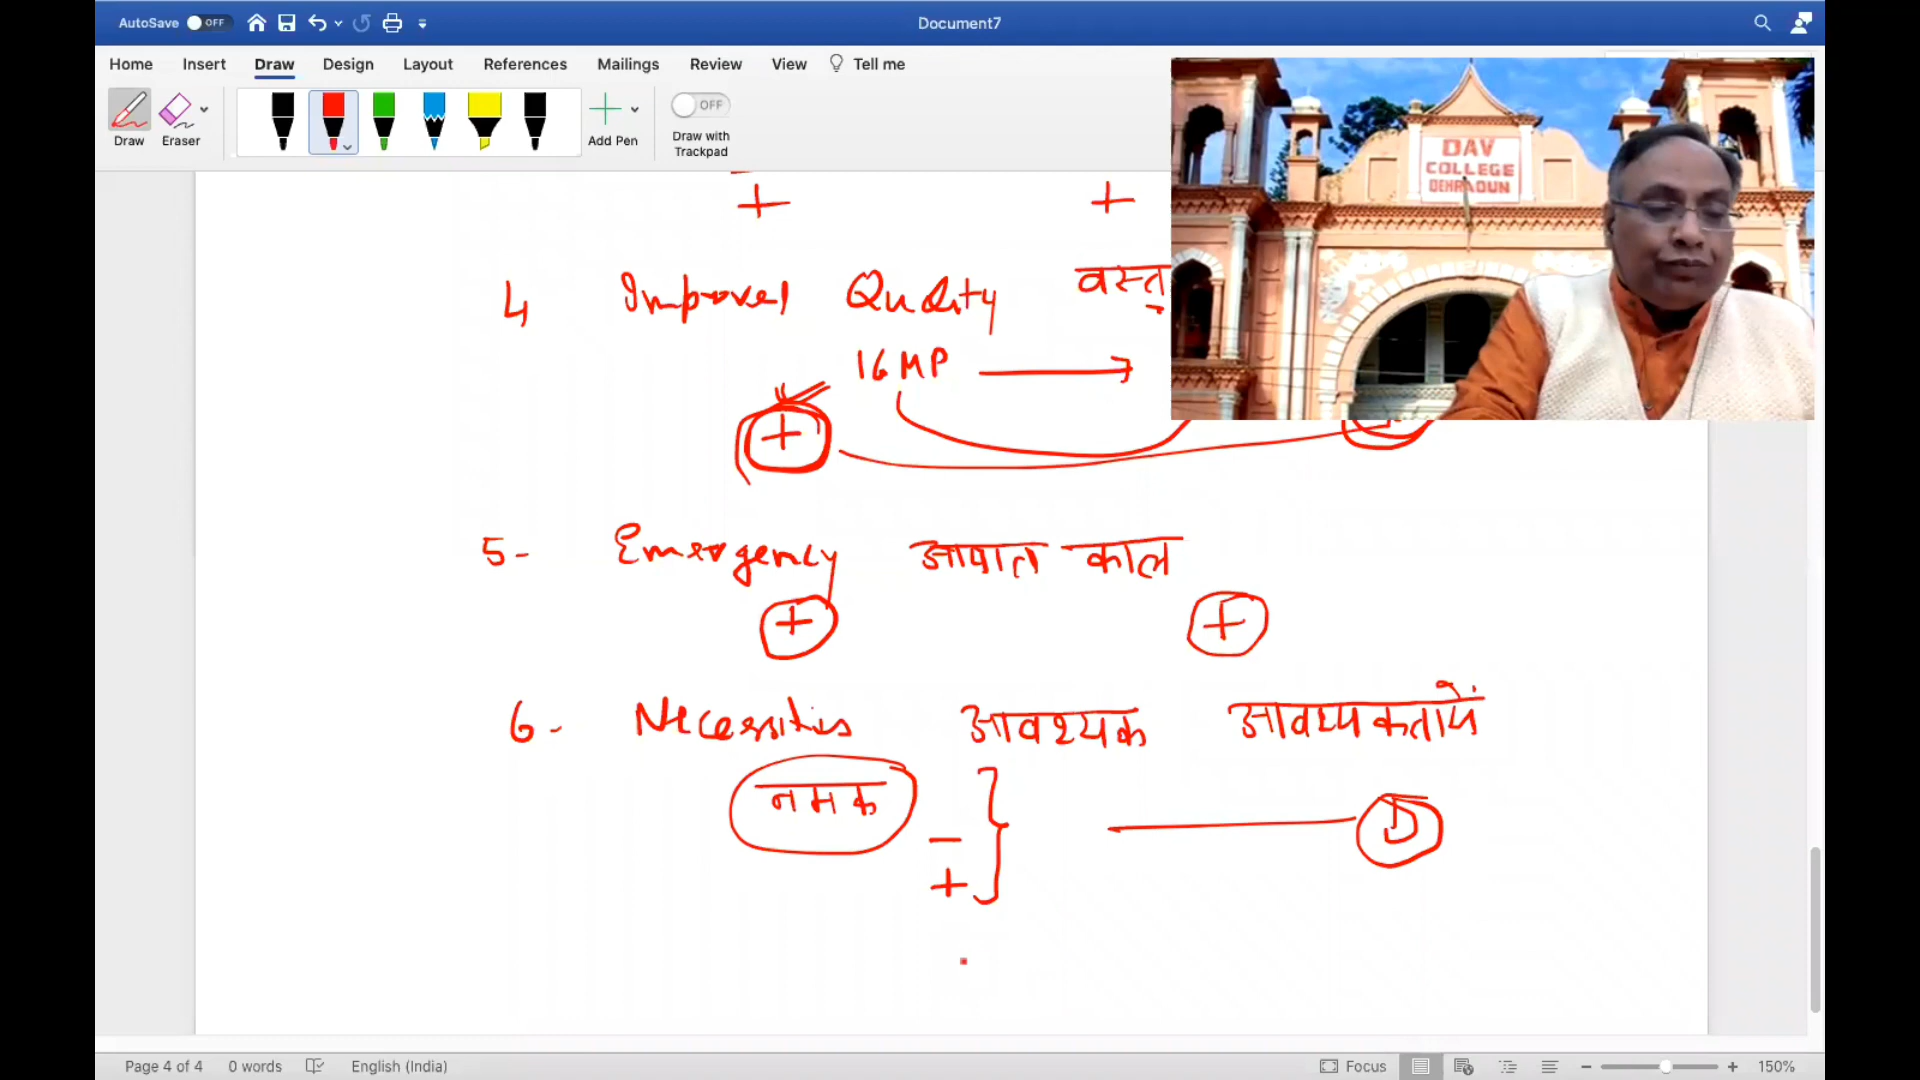 AutoSave OFF Document7
Home Insert Draw Design Layout References Mailings Review View Tell me
OFF
Draw Eraser Add Pen Draw with
Trackpad
DAV
COLLEGE
DEHRADUN
+ +
4 Improved Quality वस्तु
16 MP
+
5- Emergency आपात काल
+ +
6- Necessities आवश्यक आवश्यकतायें
नमक
- D
+
Page 4 of 4 0 words English (India) Focus 150%